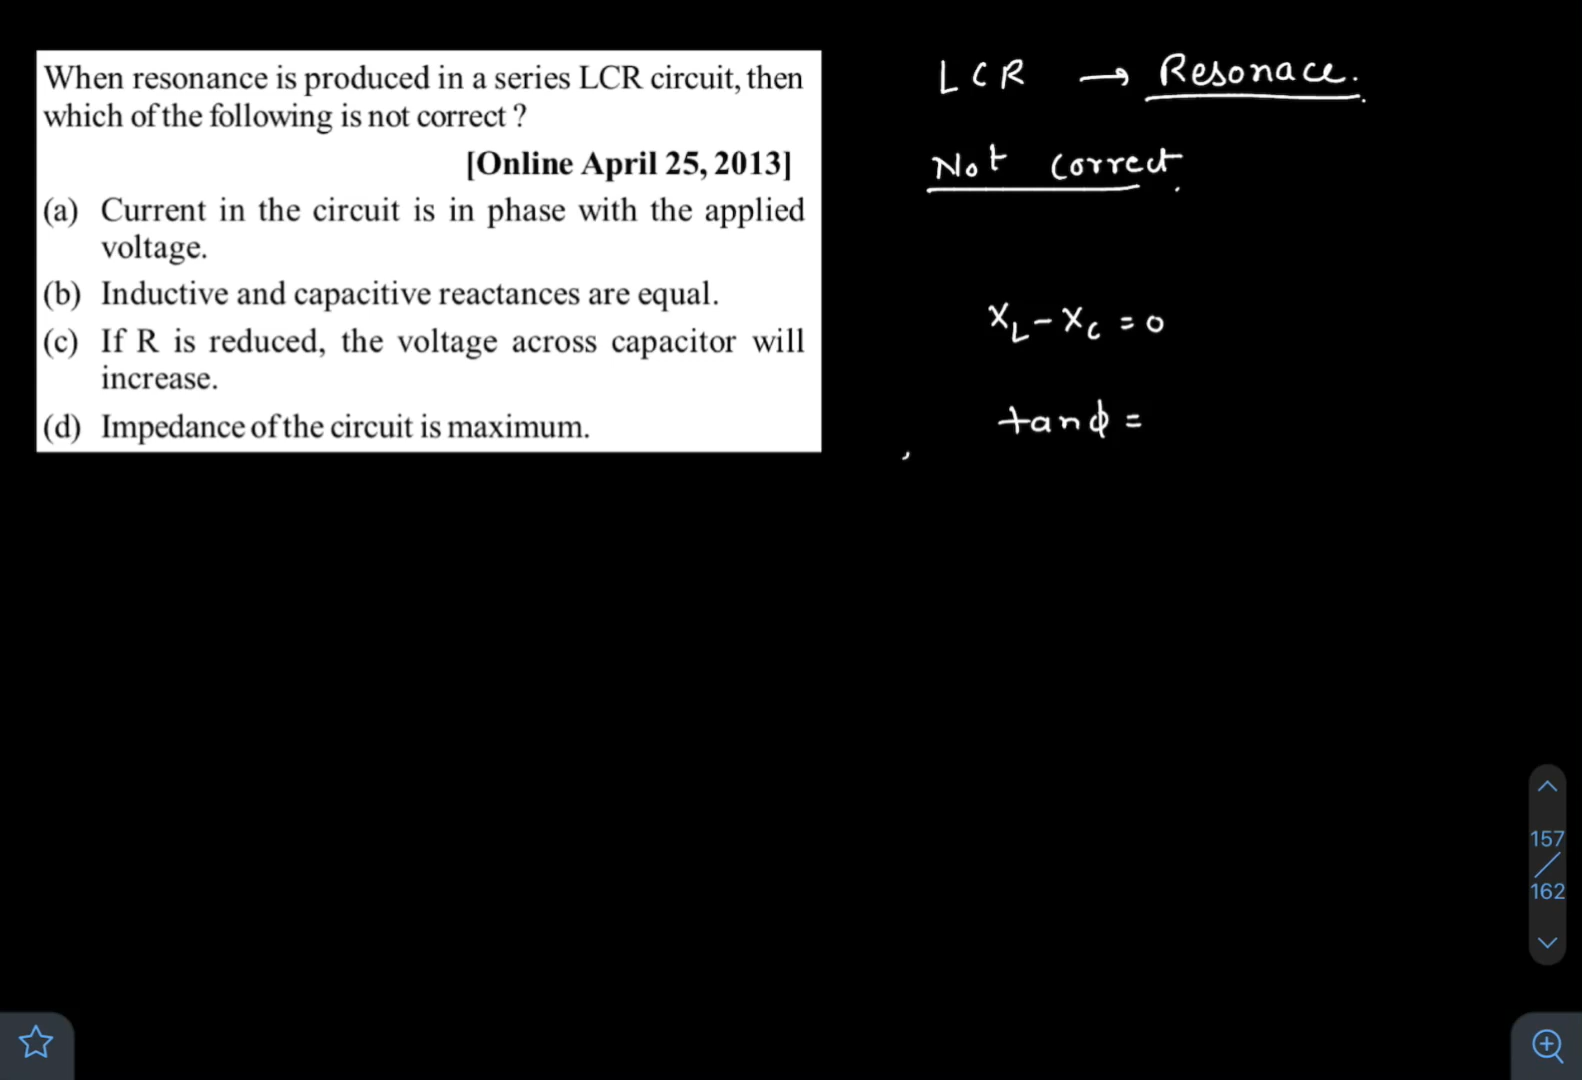 When resonance is produced in a series LCR circuit, then
which of the following is not correct ?
[Online April 25, 2013]
(a) Current in the circuit is in phase with the applied
voltage.
(b) Inductive and capacitive reactances are equal.
(c) If R is reduced, the voltage across capacitor will
increase.
(d) Impedance of the circuit is maximum.
LCR → Resonace.
Not correct.
X_L - X_C = 0
tanϕ =
157
/
162